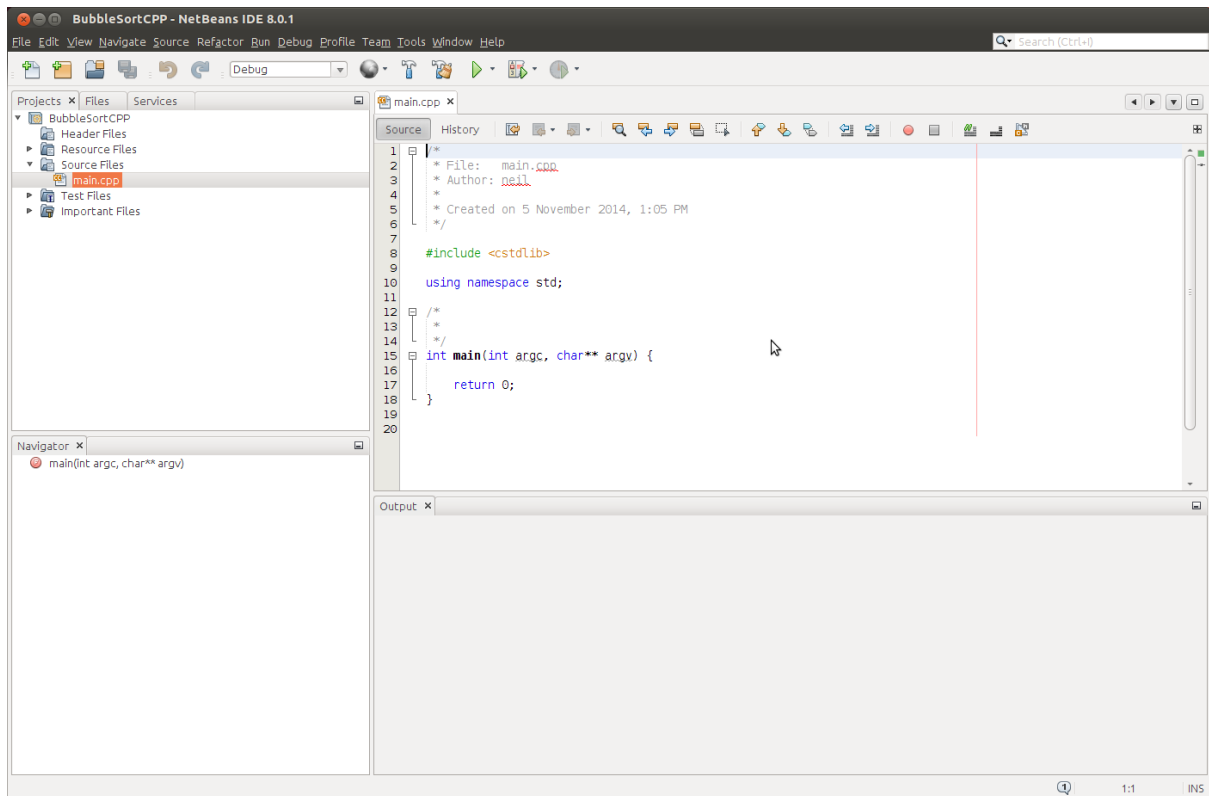 BubbleSortCPP - NetBeans IDE 8.0.1
File Edit View Navigate Source Refactor Run Debug Profile Team Tools Window Help
Search (Ctrl+I)
Debug
Projects Files Services
BubbleSortCPP
Header Files
Resource Files
Source Files
main.cpp
Test Files
Important Files
Navigator
main(int argc, char** argv)
main.cpp
Source History
1 /*
2 * File: main.cpp
3 * Author: neil
4 *
5 * Created on 5 November 2014, 1:05 PM
6 */
7
8 #include <cstdlib>
9
10 using namespace std;
11
12 /*
13 *
14 */
15 int main(int argc, char** argv) {
16
17 return 0;
18 }
19
20
Output
1
1:1
INS